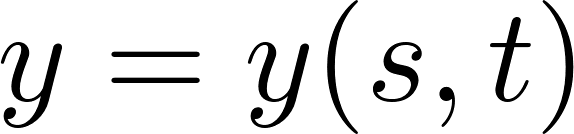 y = y(s, t)